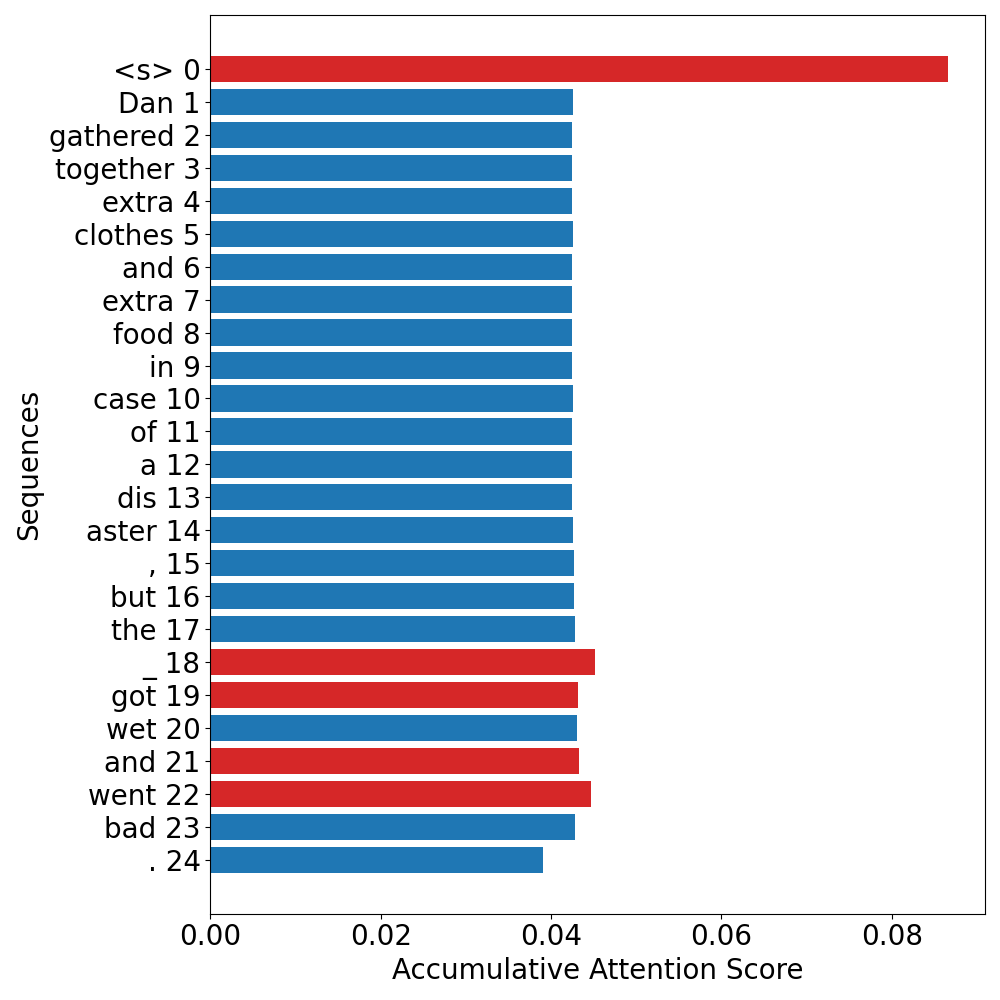 <s> 0
Dan 1
gathered 2
together 3
extra 4
clothes 5
and 6
extra 7
food 8
in 9
case 10
of 11
a 12
dis 13
aster 14
, 15
but 16
the 17
_ 18
got 19
wet 20
and 21
went 22
bad 23
. 24
Sequences
0.00 0.02 0.04 0.06 0.08
Accumulative Attention Score